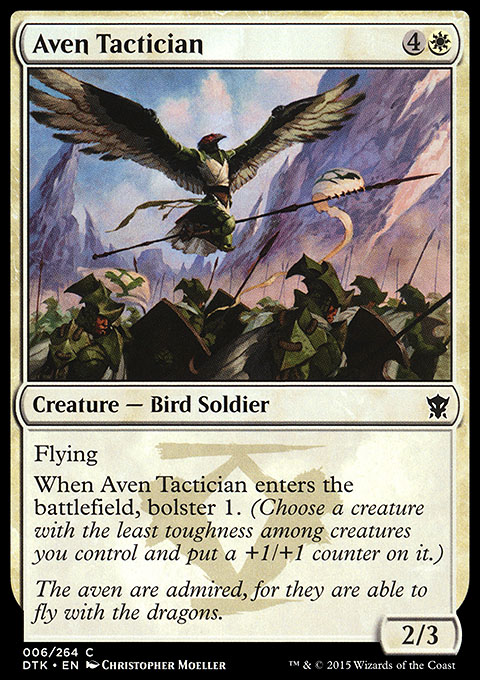 Aven Tactician 4
Creature — Bird Soldier
Flying
When Aven Tactician enters the
battlefield, bolster 1. (Choose a creature
with the least toughness among creatures
you control and put a +1/+1 counter on it.)
The aven are admired, for they are able to
fly with the dragons.
2/3
006/264 C
DTK • EN Christopher Moeller
™ & © 2015 Wizards of the Coast